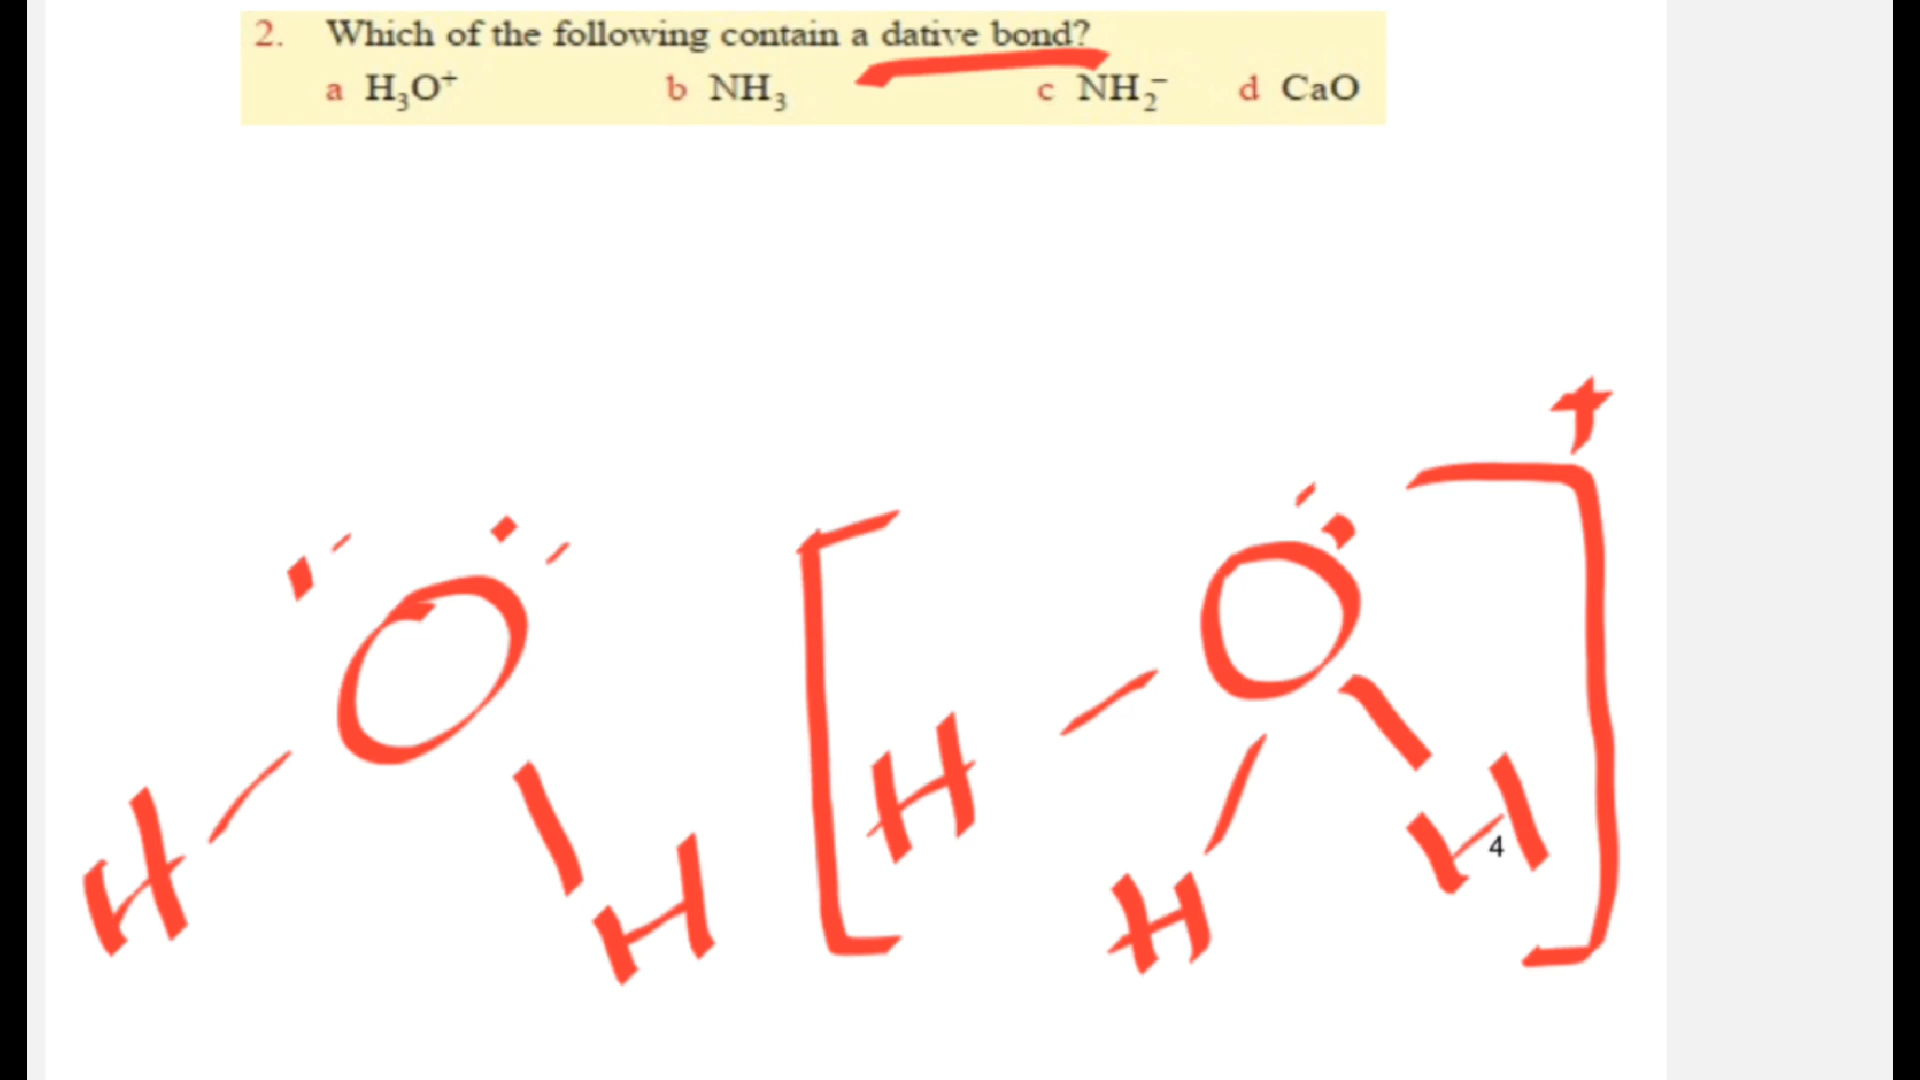 2. Which of the following contain a dative bond?
a H₃O⁺ b NH₃ c NH₂⁻ d CaO
+
O O
H H H H H
4